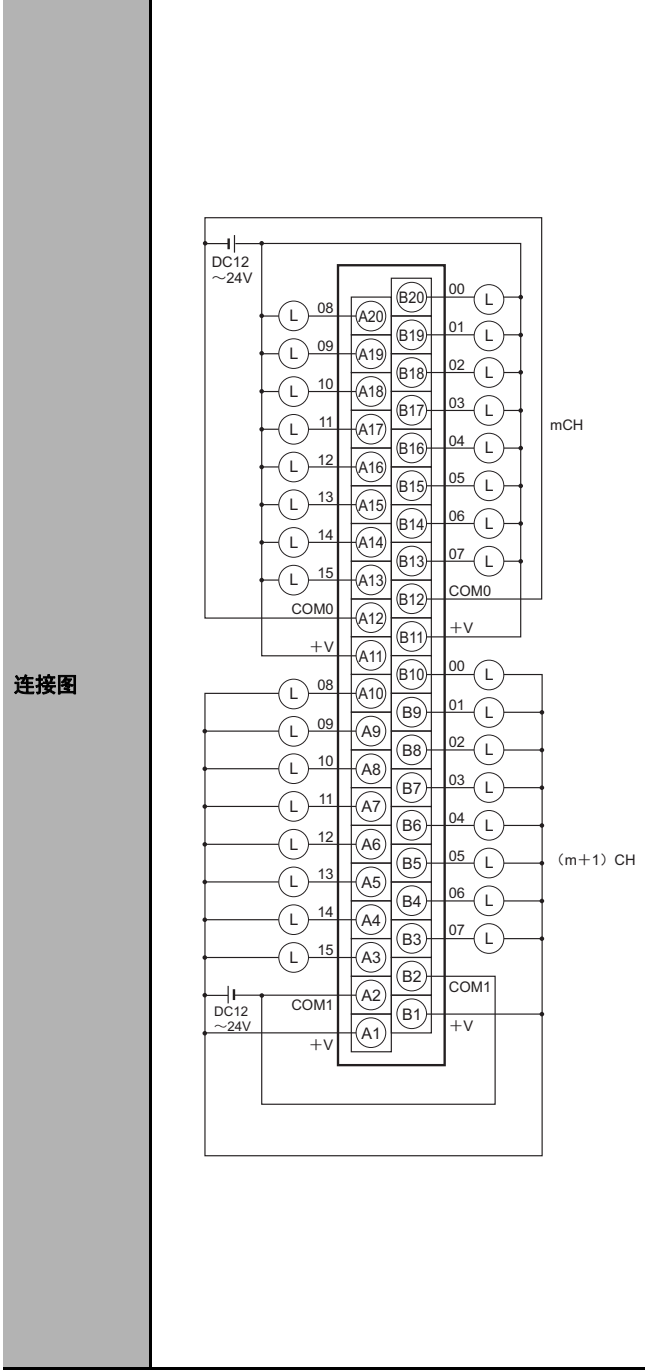 连接图
DC12
～24V
B20 00 L
L 08 A20
B19 01 L
L 09 A19
B18 02 L
L 10 A18
B17 03 L
mCH
L 11 A17
B16 04 L
L 12 A16
B15 05 L
L 13 A15
B14 06 L
L 14 A14
B13 07 L
L 15 A13
B12 COM0
COM0 A12
B11 +V
+V A11
B10 00 L
L 08 A10
B9 01 L
L 09 A9
B8 02 L
L 10 A8
B7 03 L
L 11 A7
B6 04 L
L 12 A6
B5 05 L
（m＋1）CH
L 13 A5
B4 06 L
L 14 A4
B3 07 L
L 15 A3
B2 COM1
DC12
～24V
COM1 A2
B1 +V
+V A1